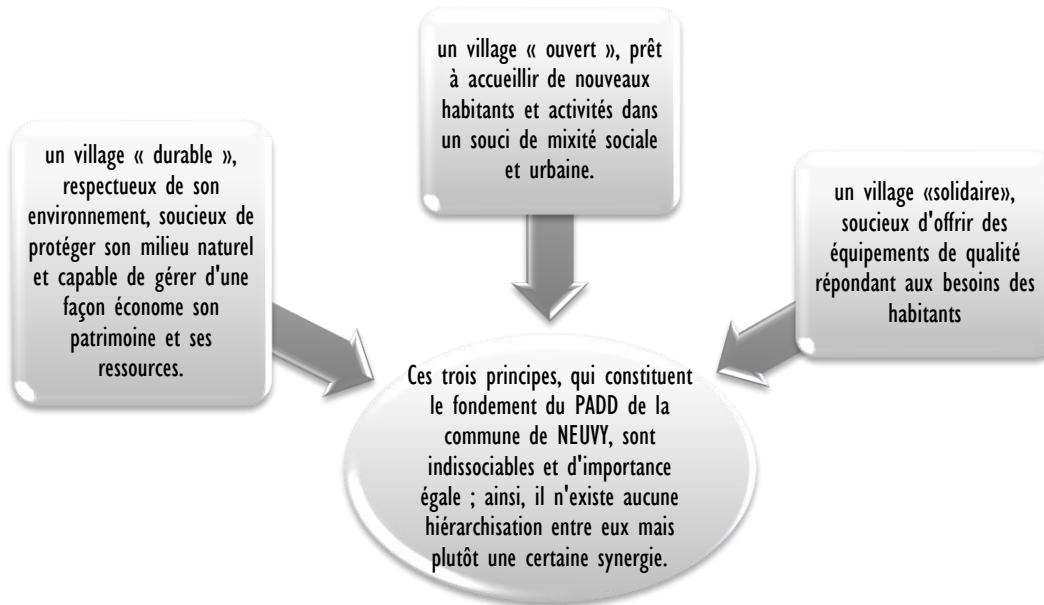 un village « durable »,
respectueux de son
environnement, soucieux de
protéger son milieu naturel
et capable de gérer d'une
façon économe son
patrimoine et ses
ressources.
un village « ouvert », prêt
à accueillir de nouveaux
habitants et activités dans
un souci de mixité sociale
et urbaine.
un village «solidaire»,
soucieux d'offrir des
équipements de qualité
répondant aux besoins des
habitants
Ces trois principes, qui constituent
le fondement du PADD de la
commune de NEUVY, sont
indissociables et d'importance
égale ; ainsi, il n'existe aucune
hiérarchisation entre eux mais
plutôt une certaine synergie.